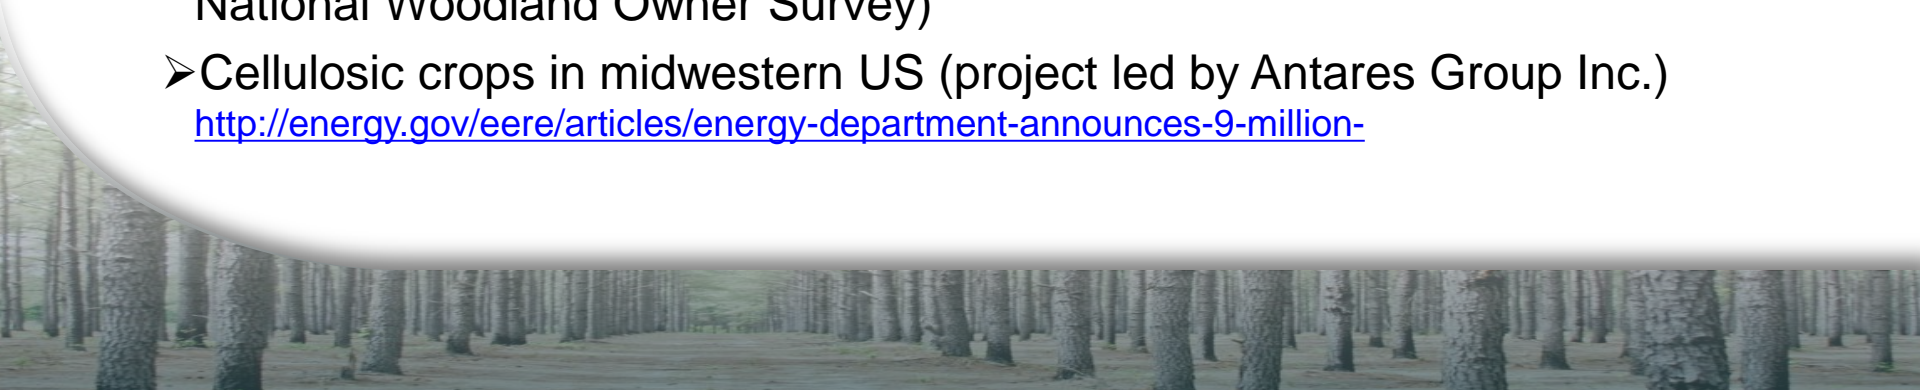 National Woodland Owner Survey)
➢Cellulosic crops in midwestern US (project led by Antares Group Inc.)
http://energy.gov/eere/articles/energy-department-announces-9-million-